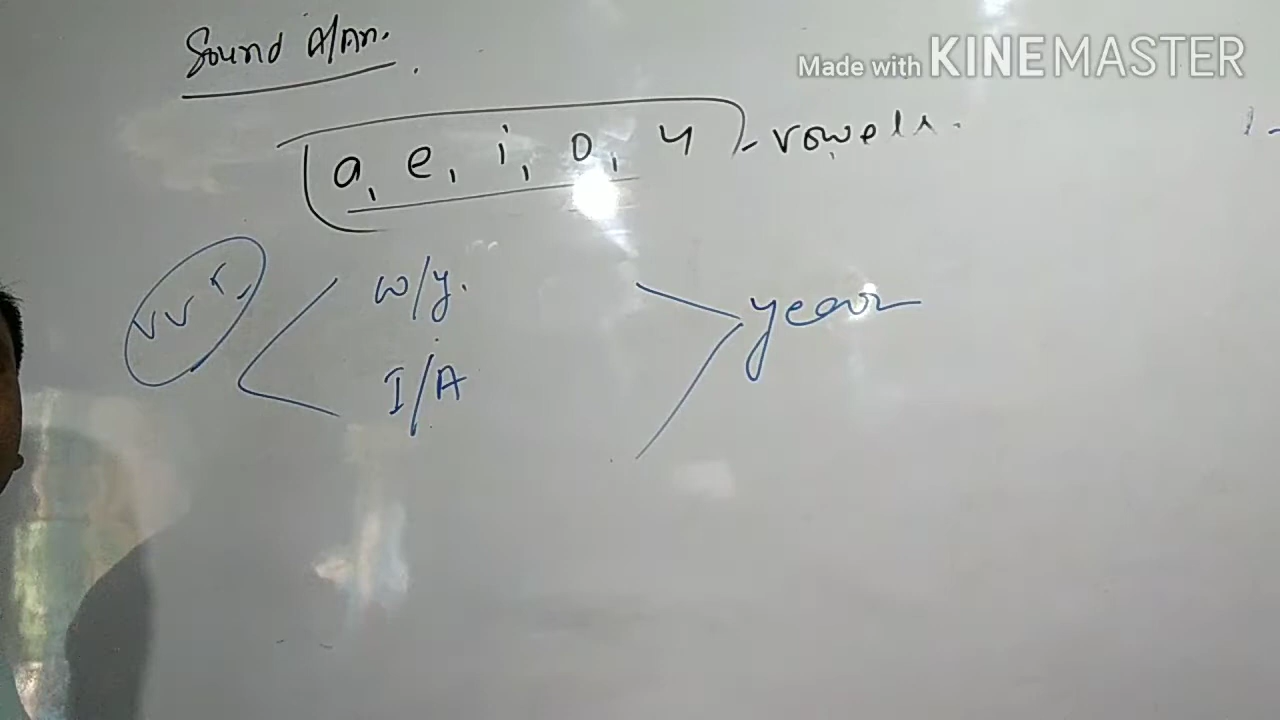 Sound A/An.
Made with KINEMASTER
a, e, i, o, u - vowels.
w/y.
I/A
year